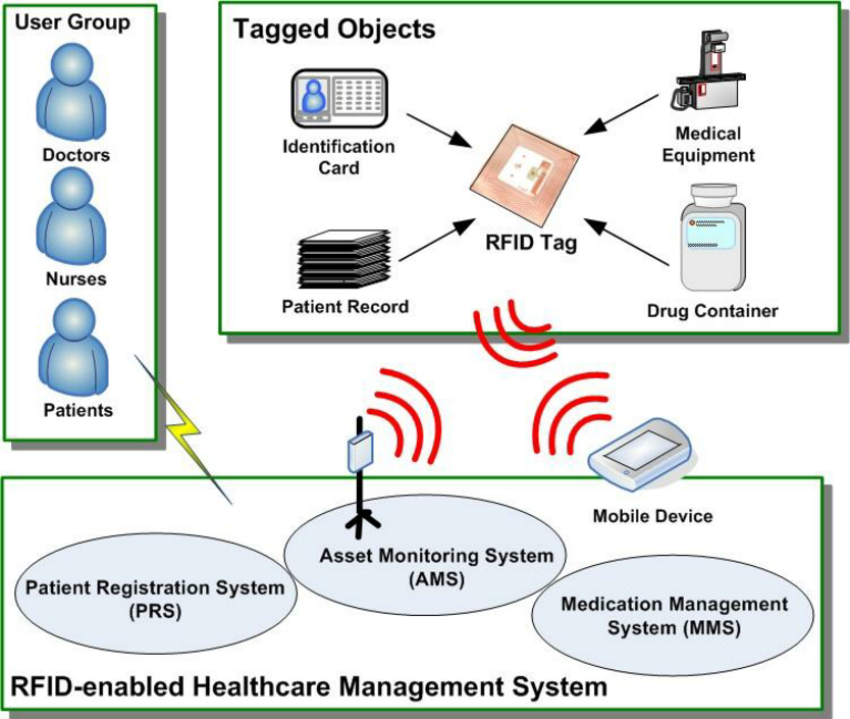 User Group
Doctors
Nurses
Patients
Tagged Objects
Identification
Card
Medical
Equipment
RFID Tag
Patient Record
Drug Container
Mobile Device
Patient Registration System
(PRS)
Asset Monitoring System
(AMS)
Medication Management
System (MMS)
RFID-enabled Healthcare Management System